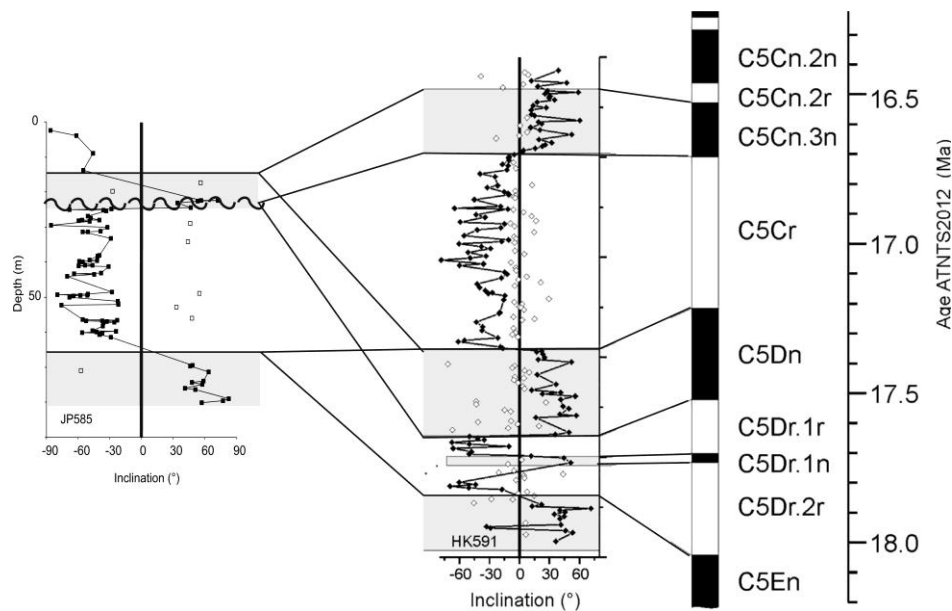 0
50
Depth (m)
JP585
-90 -60 -30 0 30 60 90
Inclination (°)
HK591
-60 -30 0 30 60
Inclination (°)
C5Cn.2n
C5Cn.2r
C5Cn.3n
C5Cr
C5Dn
C5Dr.1r
C5Dr.1n
C5Dr.2r
C5En
16.5
17.0
17.5
18.0
Age ATNTS2012 (Ma)